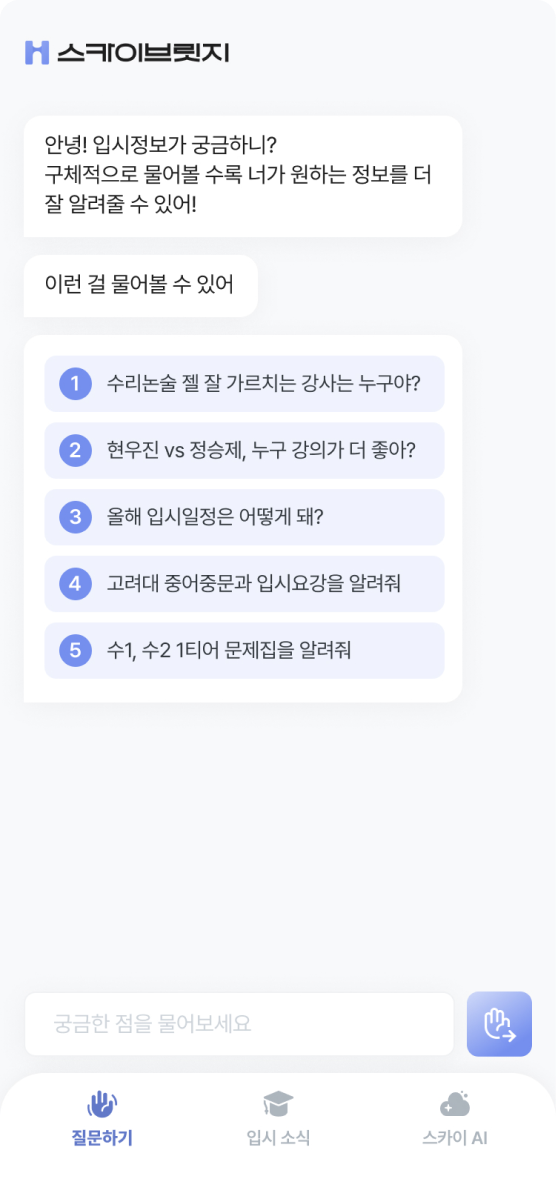 스카이브릿지
안녕! 입시정보가 궁금하니?
구체적으로 물어볼 수록 너가 원하는 정보를 더
잘 알려줄 수 있어!
이런 걸 물어볼 수 있어
1 수리논술 젤 잘 가르치는 강사는 누구야?
2 현우진 vs 정승제, 누구 강의가 더 좋아?
3 올해 입시일정은 어떻게 돼?
4 고려대 중어중문과 입시요강을 알려줘
5 수1, 수2 1티어 문제집을 알려줘
궁금한 점을 물어보세요
질문하기 입시 소식 스카이 AI